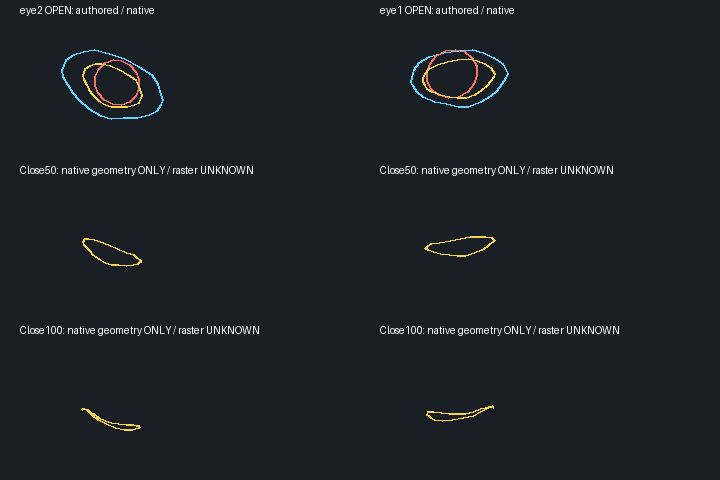 eye2 OPEN: authored / native
eye1 OPEN: authored / native
Close50: native geometry ONLY / raster UNKNOWN
Close50: native geometry ONLY / raster UNKNOWN
Close100: native geometry ONLY / raster UNKNOWN
Close100: native geometry ONLY / raster UNKNOWN